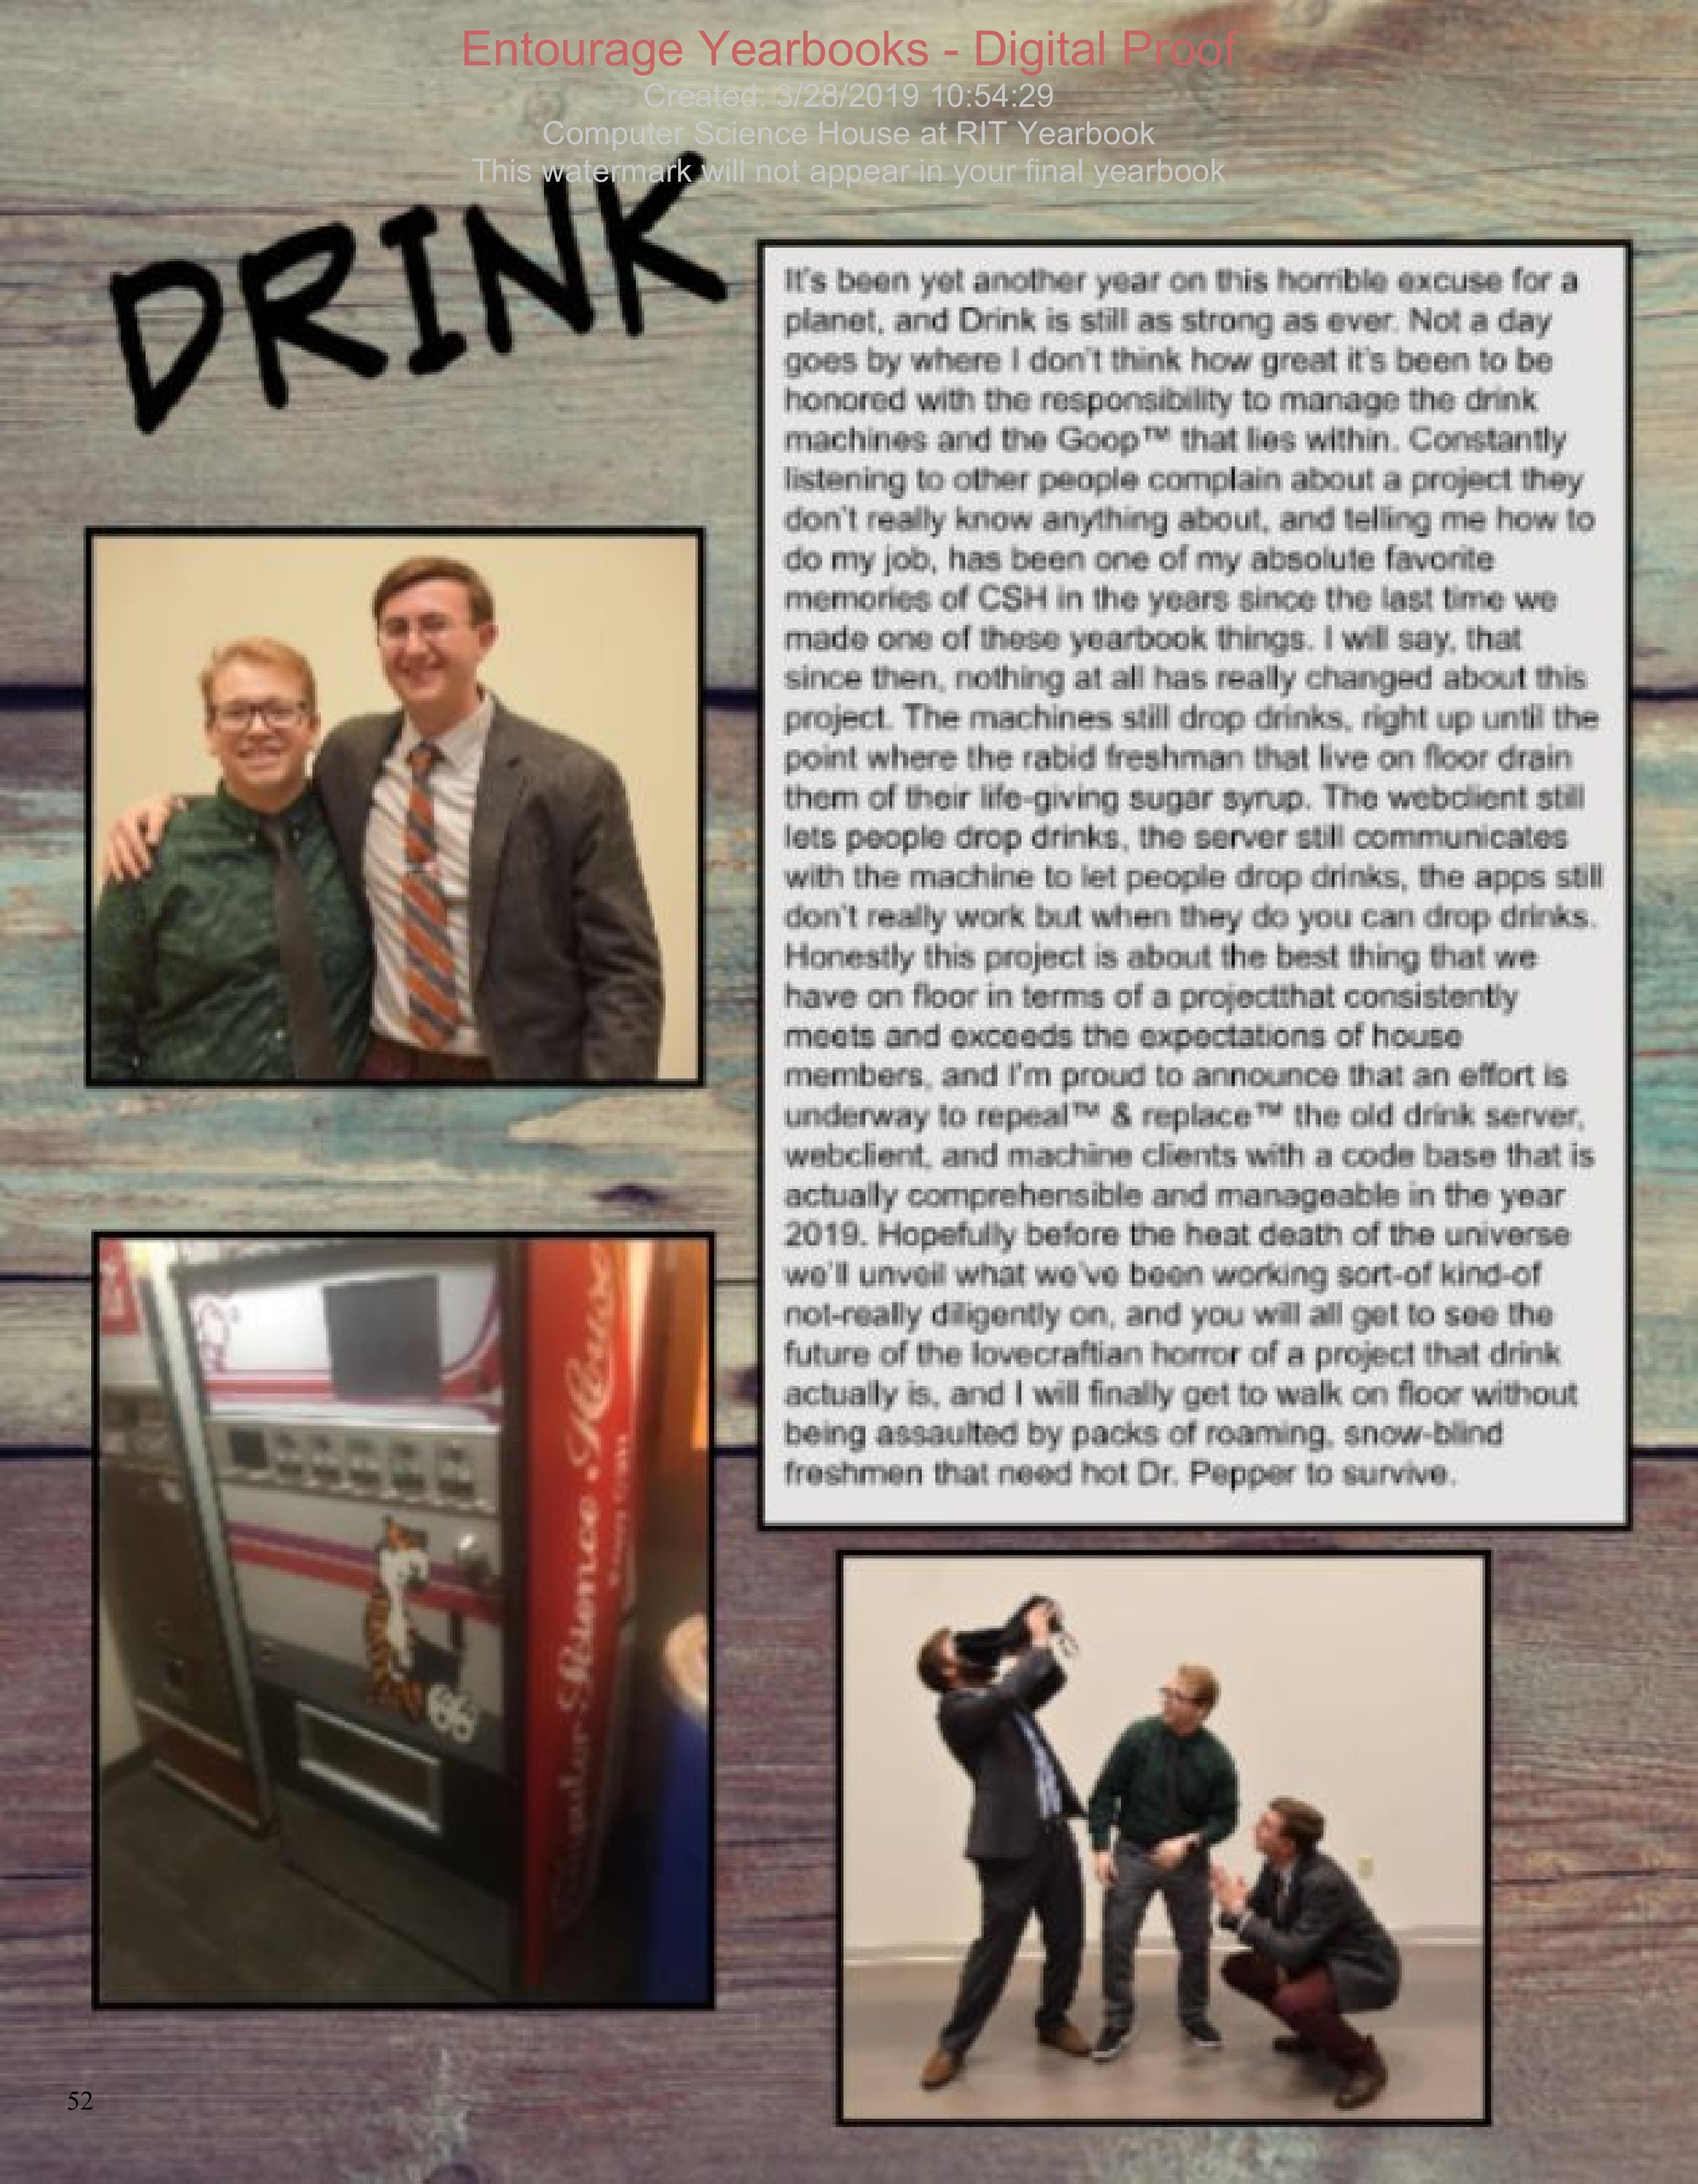 Entourage Yearbooks - Digital Proof
Created: 3/28/2019 10:54:29
Computer Science House at RIT Yearbook
This watermark will not appear in your final yearbook
DRINK
It's been yet another year on this horrible excuse for a
planet, and Drink is still as strong as ever. Not a day
goes by where I don't think how great it's been to be
honored with the responsibility to manage the drink
machines and the Goop™ that lies within. Constantly
listening to other people complain about a project they
don't really know anything about, and telling me how to
do my job, has been one of my absolute favorite
memories of CSH in the years since the last time we
made one of these yearbook things. I will say, that
since then, nothing at all has really changed about this
project. The machines still drop drinks, right up until the
point where the rabid freshman that live on floor drain
them of their life-giving sugar syrup. The webclient still
lets people drop drinks, the server still communicates
with the machine to let people drop drinks, the apps still
don't really work but when they do you can drop drinks.
Honestly this project is about the best thing that we
have on floor in terms of a projectthat consistently
meets and exceeds the expectations of house
members, and I'm proud to announce that an effort is
underway to repeal™ & replace™ the old drink server,
webclient, and machine clients with a code base that is
actually comprehensible and manageable in the year
2019. Hopefully before the heat death of the universe
we'll unveil what we've been working sort-of kind-of
not-really diligently on, and you will all get to see the
future of the lovecraftian horror of a project that drink
actually is, and I will finally get to walk on floor without
being assaulted by packs of roaming, snow-blind
freshmen that need hot Dr. Pepper to survive.
Computer Science House
52